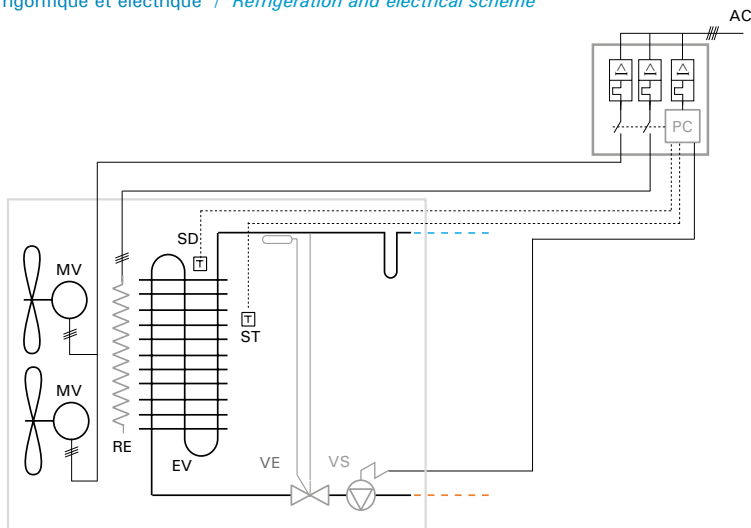 rigorifique et électrique / Refrigeration and electrical scheme
AC
PC
SD
MV
T
T
ST
MV
RE
EV
VE
VS